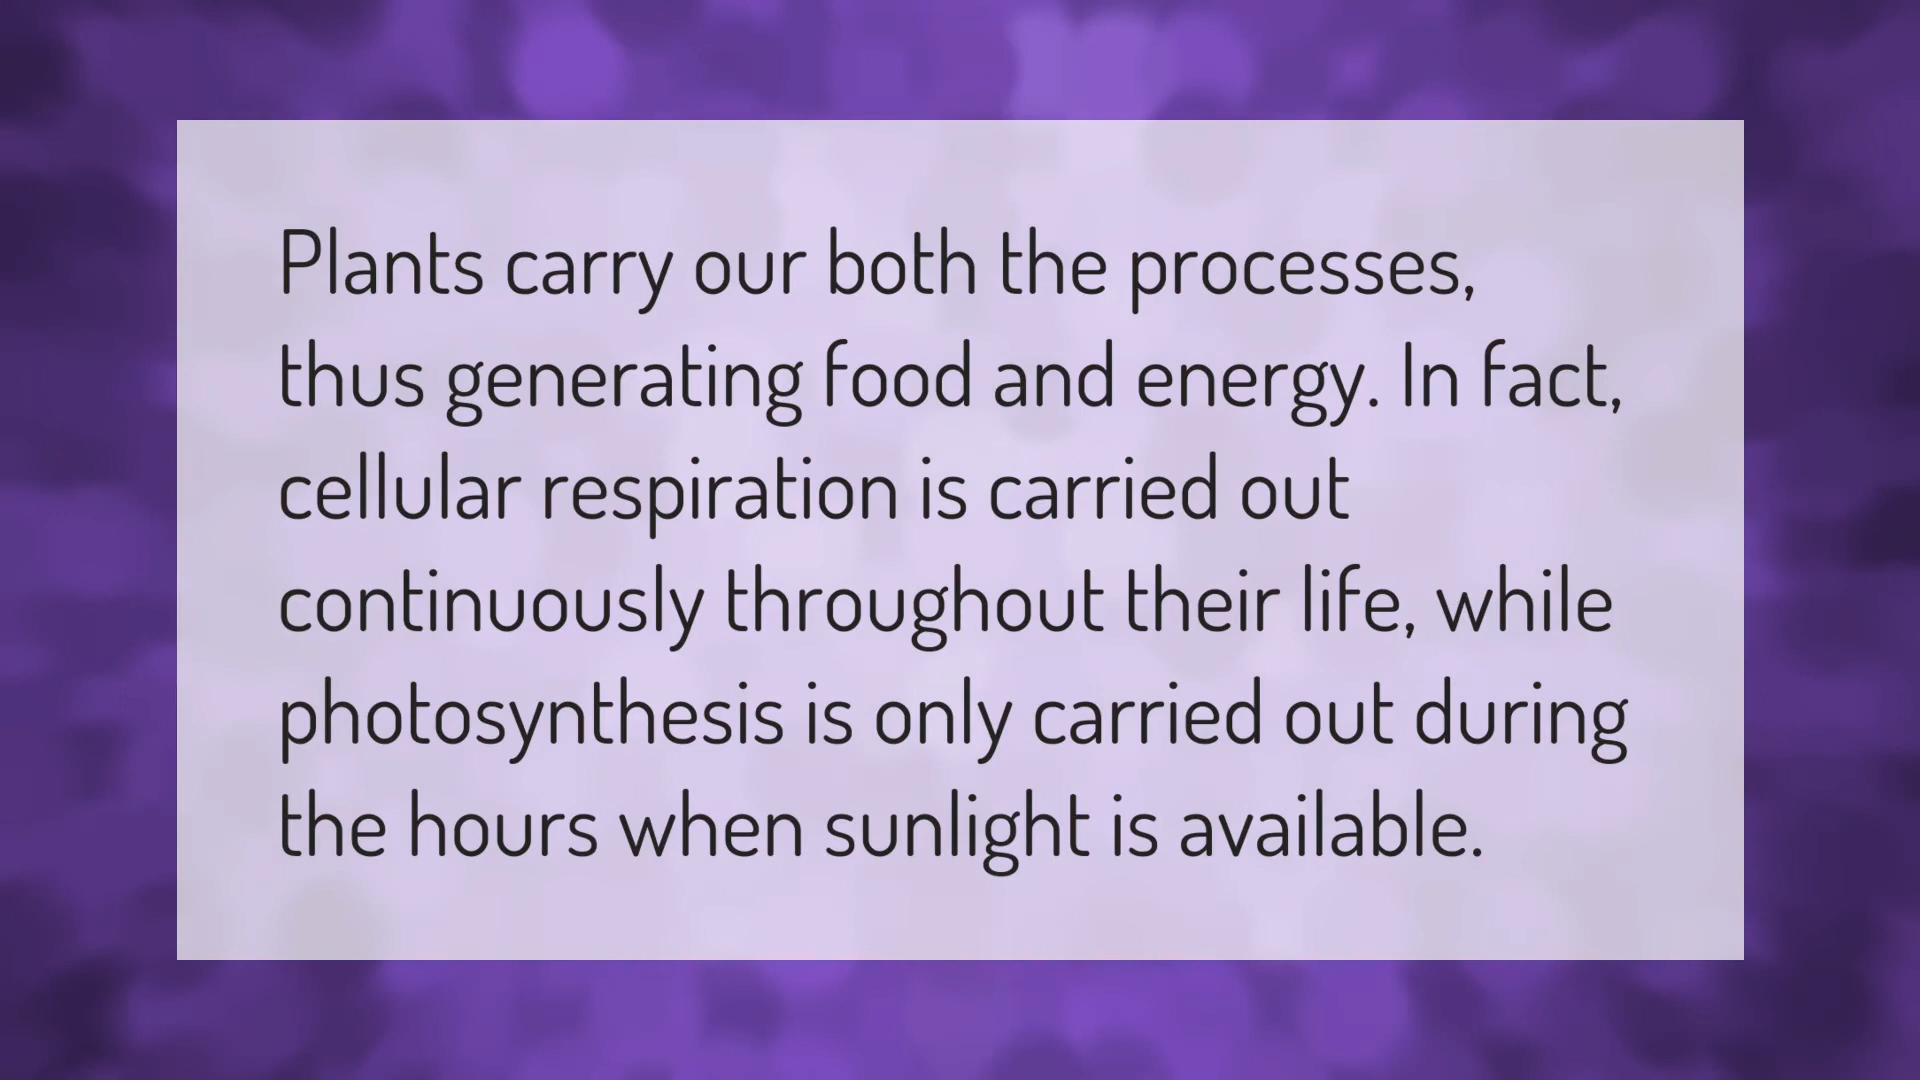 Plants carry our both the processes,
thus generating food and energy. In fact,
cellular respiration is carried out
continuously throughout their life, while
photosynthesis is only carried out during
the hours when sunlight is available.